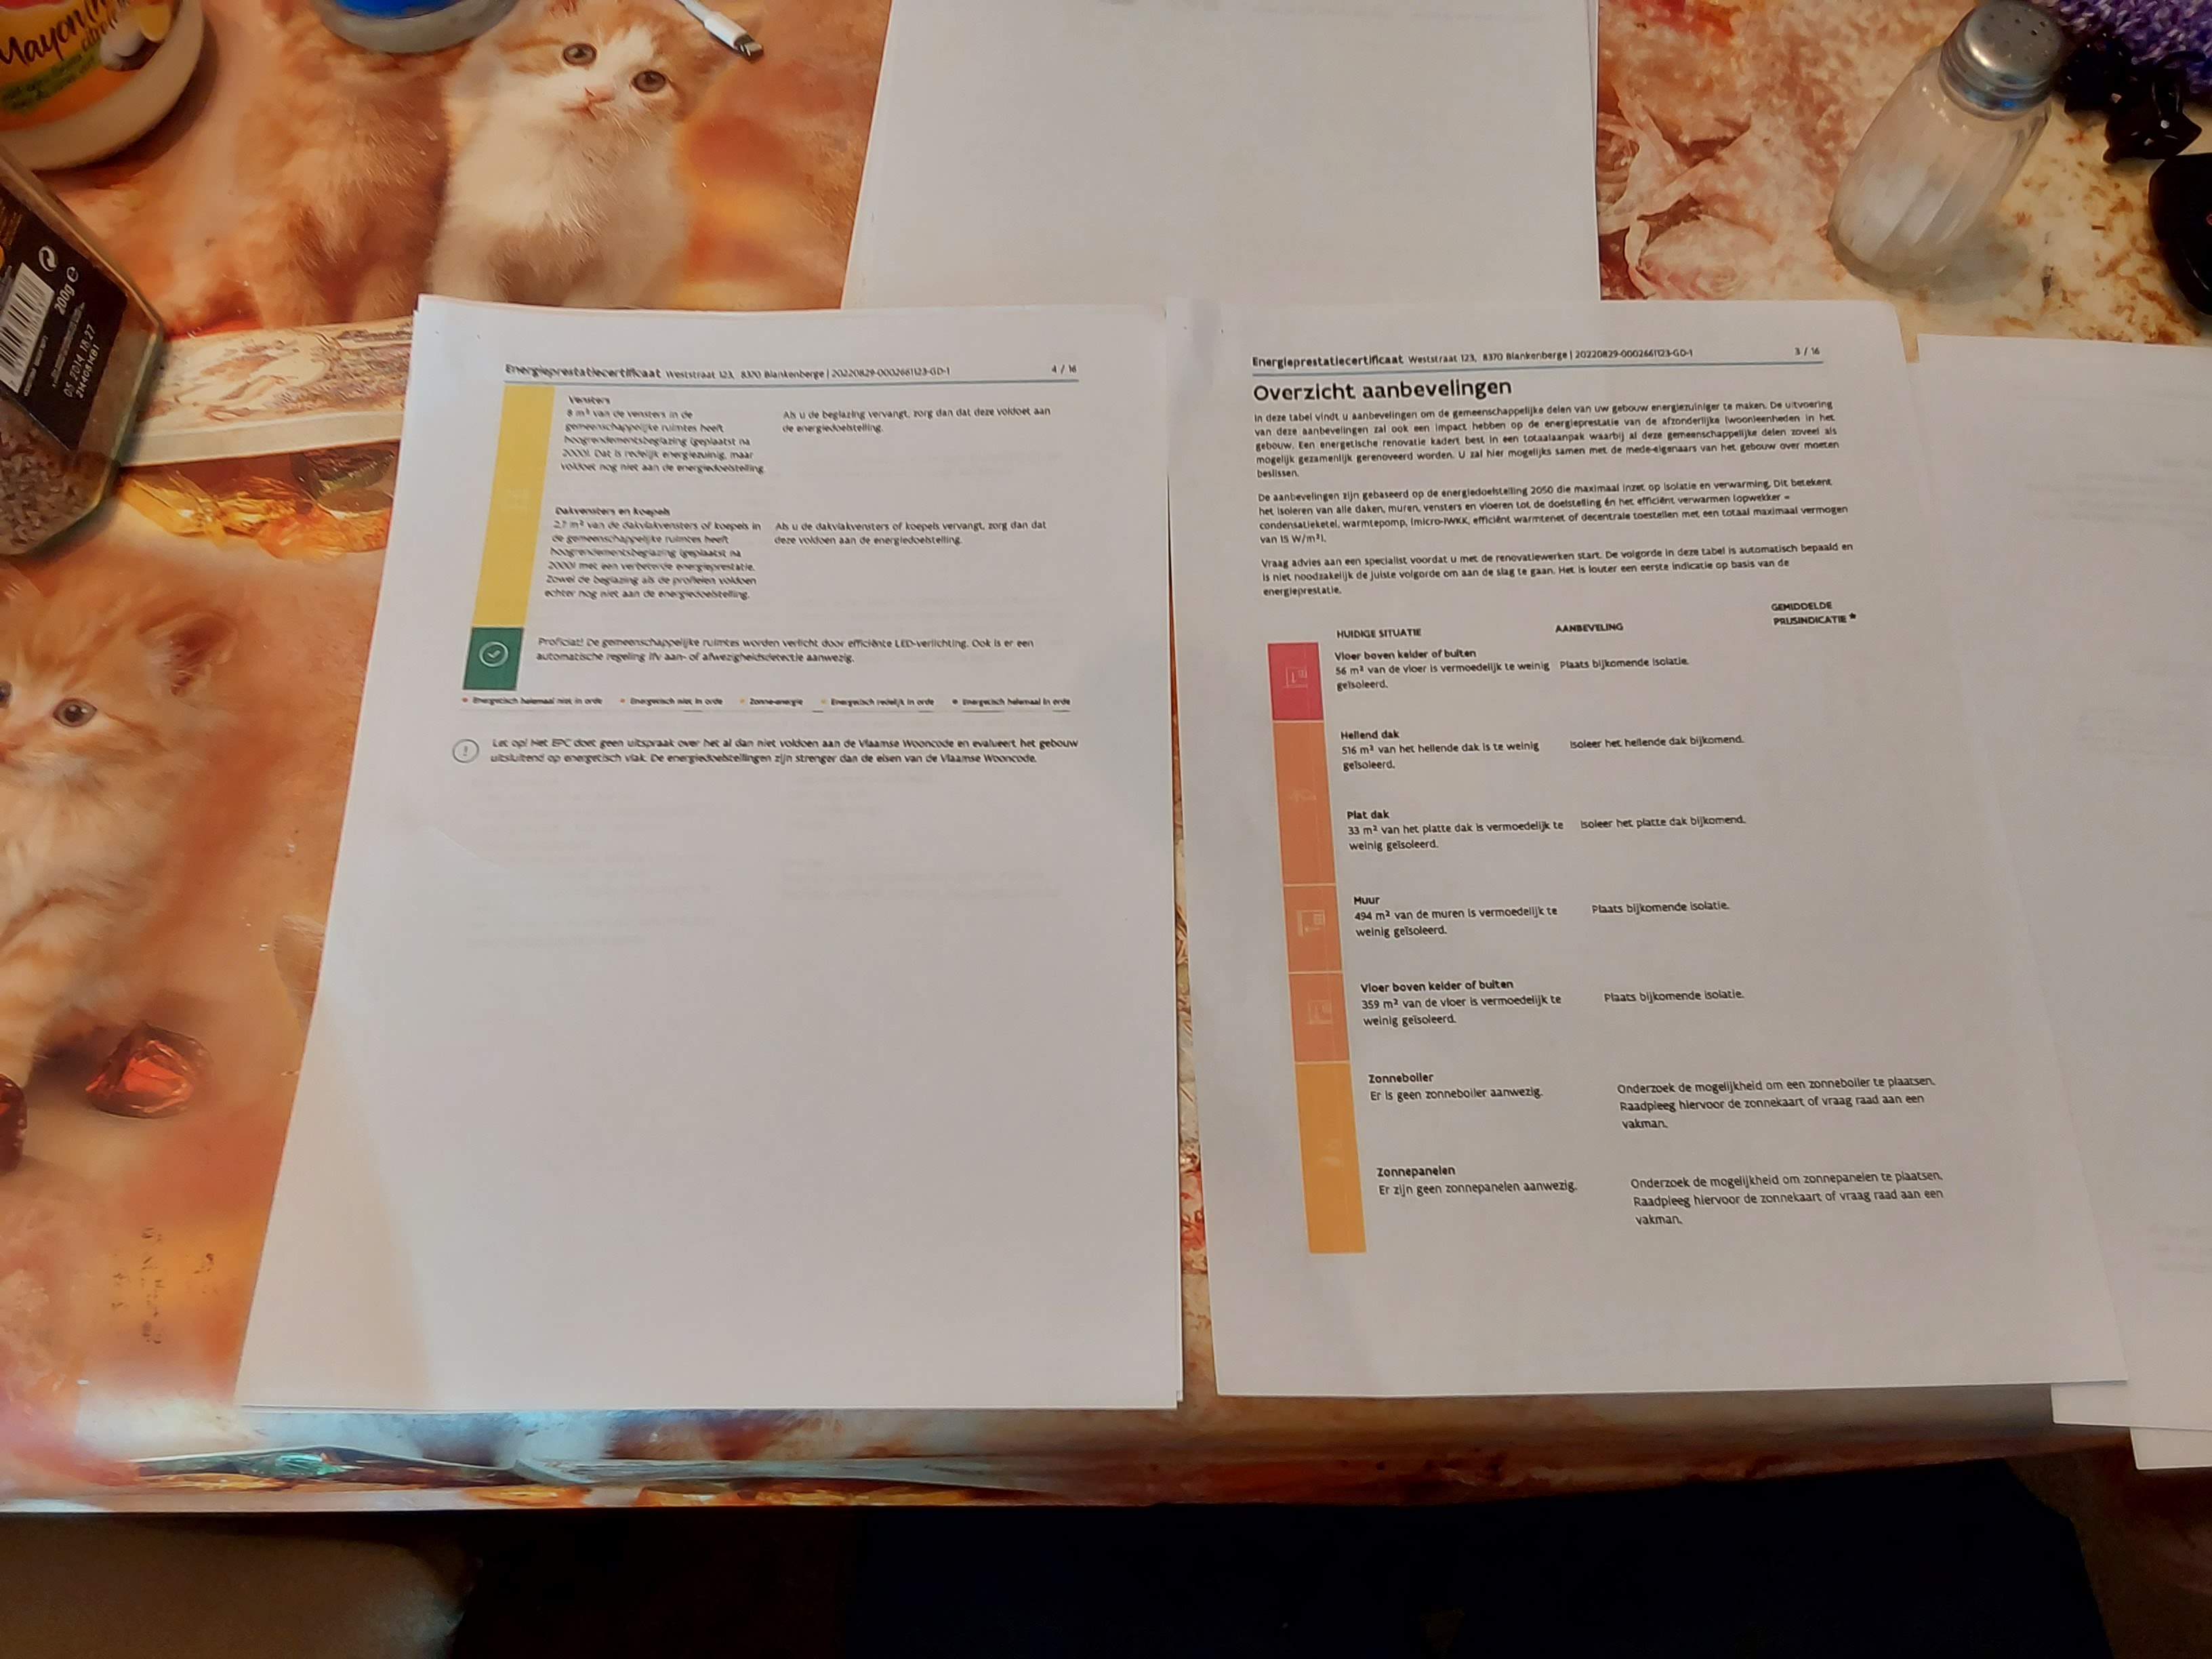 Mayon
citro
200g e
05 2014 18:27
Energieprestatiecertificaat Weststraat 123, 8370 Blankenberge | 20220829-0002661123-GD-1 4 / 16
Vensters
8 m² van de vensters in de
gemeenschappelijke ruimtes heeft
hoogrendementsbeglazing (geplaatst na
2000). Dat is redelijk energiezuinig, maar
voldoet nog niet aan de energiedoelstelling.
Als u de beglazing vervangt, zorg dan dat deze voldoet aan
de energiedoelstelling.
Dakvensters en koepels
2,7 m² van de dakvlakvensters of koepels in
de gemeenschappelijke ruimtes heeft
hoogrendementsbeglazing (geplaatst na
2000) met een verbeterde energieprestatie.
Zowel de beglazing als de profielen voldoen
echter nog niet aan de energiedoelstelling.
Als u de dakvlakvensters of koepels vervangt, zorg dan dat
deze voldoen aan de energiedoelstelling.
Proficiat! De gemeenschappelijke ruimtes worden verlicht door efficiënte LED-verlichting. Ook is er een
automatische regeling ifv aan- of afwezigheidsdetectie aanwezig.
Energetisch helemaal niet in orde Energetisch niet in orde Zonne-energie Energetisch redelijk in orde Energetisch helemaal in orde
Let op! Het EPC doet geen uitspraak over het al dan niet voldoen aan de Vlaamse Wooncode en evalueert het gebouw
uitsluitend op energetisch vlak. De energiedoelstellingen zijn strenger dan de eisen van de Vlaamse Wooncode.
Energieprestatiecertificaat Weststraat 123, 8370 Blankenberge | 20220829-0002661123-GD-1 3 / 16
Overzicht aanbevelingen
In deze tabel vindt u aanbevelingen om de gemeenschappelijke delen van uw gebouw energiezuiniger te maken. De uitvoering
van deze aanbevelingen zal ook een impact hebben op de energieprestatie van de afzonderlijke (woon)eenheden in het
gebouw. Een energetische renovatie kadert best in een totaalaanpak waarbij al deze gemeenschappelijke delen zoveel als
mogelijk gezamenlijk gerenoveerd worden. U zal hier mogelijks samen met de mede-eigenaars van het gebouw over moeten
beslissen.
De aanbevelingen zijn gebaseerd op de energiedoelstelling 2050 die maximaal inzet op isolatie en verwarming. Dit betekent
het isoleren van alle daken, muren, vensters en vloeren tot de doelstelling én het efficiënt verwarmen (opwekker =
condensatieketel, warmtepomp, (micro-)WKK, efficiënt warmtenet of decentrale toestellen met een totaal maximaal vermogen
van 15 W/m²).
Vraag advies aan een specialist voordat u met de renovatiewerken start. De volgorde in deze tabel is automatisch bepaald en
is niet noodzakelijk de juiste volgorde om aan de slag te gaan. Het is louter een eerste indicatie op basis van de
energieprestatie.
HUIDIGE SITUATIE AANBEVELING GEMIDDELDE
PRIJSINDICATIE *
Vloer boven kelder of buiten
56 m² van de vloer is vermoedelijk te weinig Plaats bijkomende isolatie.
geïsoleerd.
Hellend dak
516 m² van het hellende dak is te weinig Isoleer het hellende dak bijkomend.
geïsoleerd.
Plat dak
33 m² van het platte dak is vermoedelijk te Isoleer het platte dak bijkomend.
weinig geïsoleerd.
Muur
494 m² van de muren is vermoedelijk te Plaats bijkomende isolatie.
weinig geïsoleerd.
Vloer boven kelder of buiten
359 m² van de vloer is vermoedelijk te Plaats bijkomende isolatie.
weinig geïsoleerd.
Zonneboiler
Er is geen zonneboiler aanwezig.
Onderzoek de mogelijkheid om een zonneboiler te plaatsen.
Raadpleeg hiervoor de zonnekaart of vraag raad aan een
vakman.
Zonnepanelen
Er zijn geen zonnepanelen aanwezig.
Onderzoek de mogelijkheid om zonnepanelen te plaatsen.
Raadpleeg hiervoor de zonnekaart of vraag raad aan een
vakman.